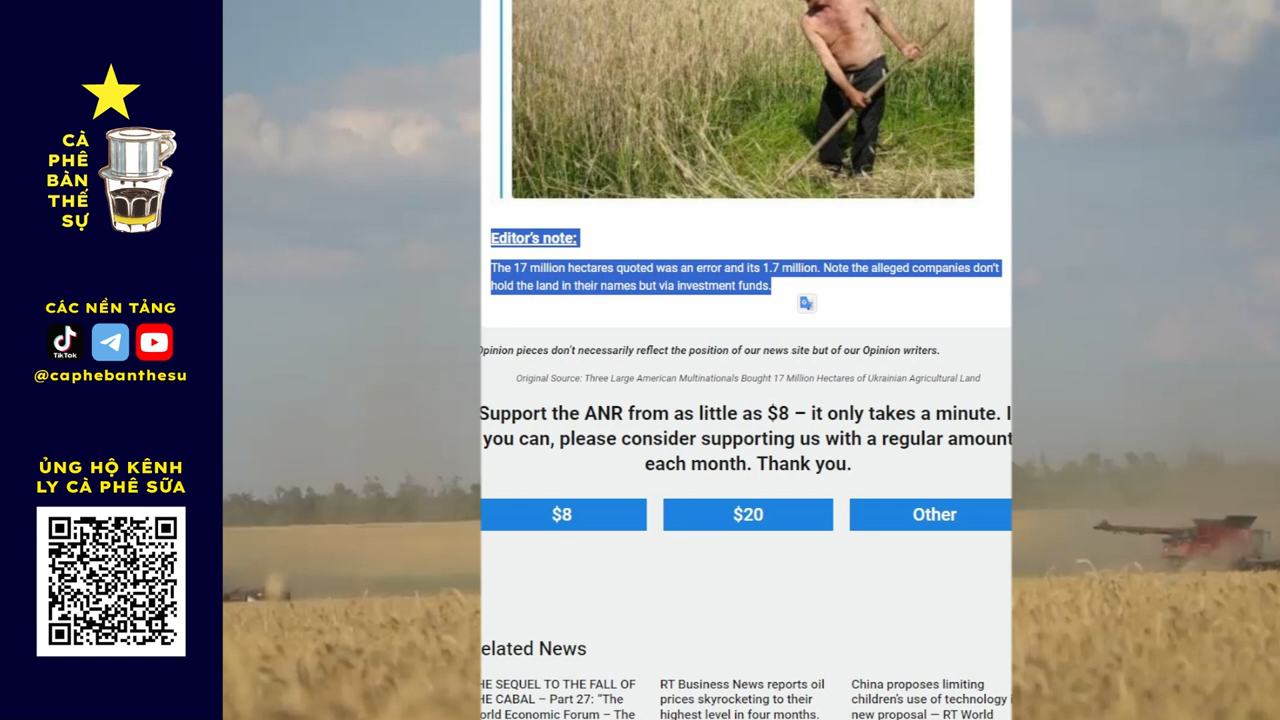 CÀ
PHÊ
BÀN
THẾ
SỰ
CÁC NỀN TẢNG
TikTok
@caphebanthesu
ỦNG HỘ KÊNH
LY CÀ PHÊ SỮA
Editor's note:
The 17 million hectares quoted was an error and its 1.7 million. Note the alleged companies don't
hold the land in their names but via investment funds.
Opinion pieces don't necessarily reflect the position of our news site but of our Opinion writers.
Original Source: Three Large American Multinationals Bought 17 Million Hectares of Ukrainian Agricultural Land
Support the ANR from as little as $8 – it only takes a minute. I
you can, please consider supporting us with a regular amount
each month. Thank you.
$8
$20
Other
elated News
HE SEQUEL TO THE FALL OF
HE CABAL – Part 27: "The
orld Economic Forum – The
RT Business News reports oil
prices skyrocketing to their
highest level in four months.
China proposes limiting
children's use of technology i
new proposal — RT World